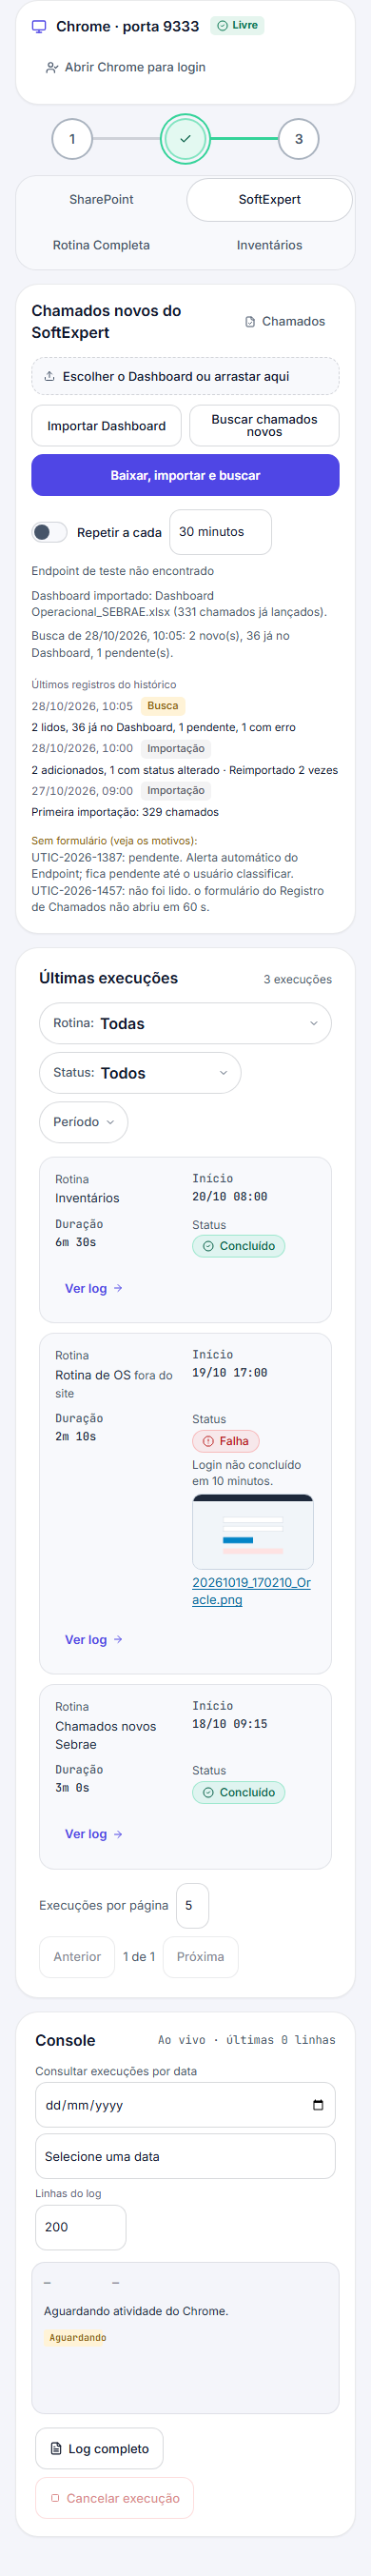 Chrome · porta 9333 Livre
Abrir Chrome para login
1 3
SharePoint SoftExpert
Rotina Completa Inventários
Chamados novos do
SoftExpert
Chamados
Escolher o Dashboard ou arrastar aqui
Importar Dashboard
Buscar chamados
novos
Baixar, importar e buscar
Repetir a cada 30 minutos
Endpoint de teste não encontrado
Dashboard importado: Dashboard
Operacional_SEBRAE.xlsx (331 chamados já lançados).
Busca de 28/10/2026, 10:05: 2 novo(s), 36 já no
Dashboard, 1 pendente(s).
Últimos registros do histórico
28/10/2026, 10:05 Busca
2 lidos, 36 já no Dashboard, 1 pendente, 1 com erro
28/10/2026, 10:00 Importação
2 adicionados, 1 com status alterado · Reimportado 2 vezes
27/10/2026, 09:00 Importação
Primeira importação: 329 chamados
Sem formulário (veja os motivos):
UTIC-2026-1387: pendente. Alerta automático do
Endpoint; fica pendente até o usuário classificar.
UTIC-2026-1457: não foi lido. o formulário do Registro
de Chamados não abriu em 60 s.
Últimas execuções 3 execuções
Rotina: Todas
Status: Todos
Período
Rotina Início
Inventários 20/10 08:00
Duração Status
6m 30s Concluído
Ver log →
Rotina Início
Rotina de OS fora do
site
19/10 17:00
Duração Status
2m 10s Falha
Login não concluído
em 10 minutos.
20261019_170210_Or
acle.png
Ver log →
Rotina Início
Chamados novos
Sebrae
18/10 09:15
Duração Status
3m 0s Concluído
Ver log →
Execuções por página 5
Anterior 1 de 1 Próxima
Console Ao vivo · últimas 0 linhas
Consultar execuções por data
dd/mm/yyyy
Selecione uma data
Linhas do log
200
— —
Aguardando atividade do Chrome.
Aguardando
Log completo
Cancelar execução